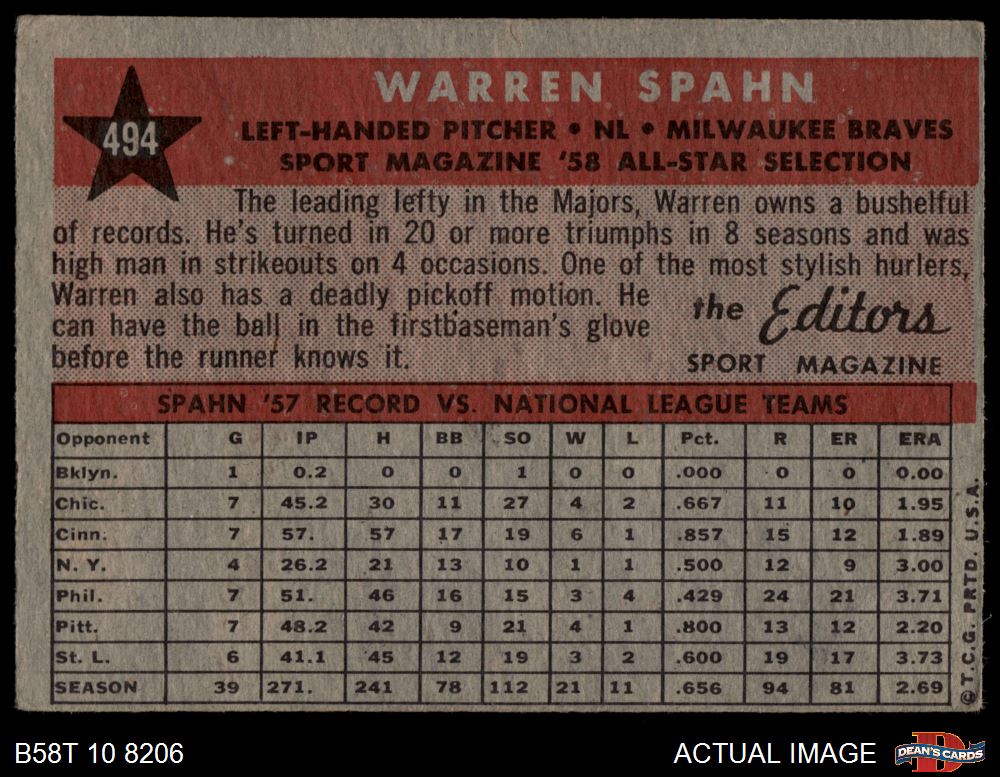 WARREN SPAHN
494
LEFT-HANDED PITCHER • NL • MILWAUKEE BRAVES
SPORT MAGAZINE '58 ALL-STAR SELECTION
The leading lefty in the Majors, Warren owns a bushelful
of records. He's turned in 20 or more triumphs in 8 seasons and was
high man in strikeouts on 4 occasions. One of the most stylish hurlers,
Warren also has a deadly pickoff motion. He
can have the ball in the firstbaseman's glove
before the runner knows it.
the Editors
SPORT MAGAZINE
SPAHN '57 RECORD VS. NATIONAL LEAGUE TEAMS
Opponent G IP H BB SO W L Pct. R ER ERA
Bklyn. 1 0.2 0 0 1 0 0 .000 0 0 0.00
Chic. 7 45.2 30 11 27 4 2 .667 11 10 1.95
Cinn. 7 57. 57 17 19 6 1 .857 15 12 1.89
N. Y. 4 26.2 21 13 10 1 1 .500 12 9 3.00
Phil. 7 51. 46 16 15 3 4 .429 24 21 3.71
Pitt. 7 48.2 42 9 21 4 1 .800 13 12 2.20
St. L. 6 41.1 45 12 19 3 2 .600 19 17 3.73
SEASON 39 271. 241 78 112 21 11 .656 94 81 2.69
© T.C.G. PRTD. U.S.A.
B58T 10 8206
ACTUAL IMAGE
DEAN'S CARDS